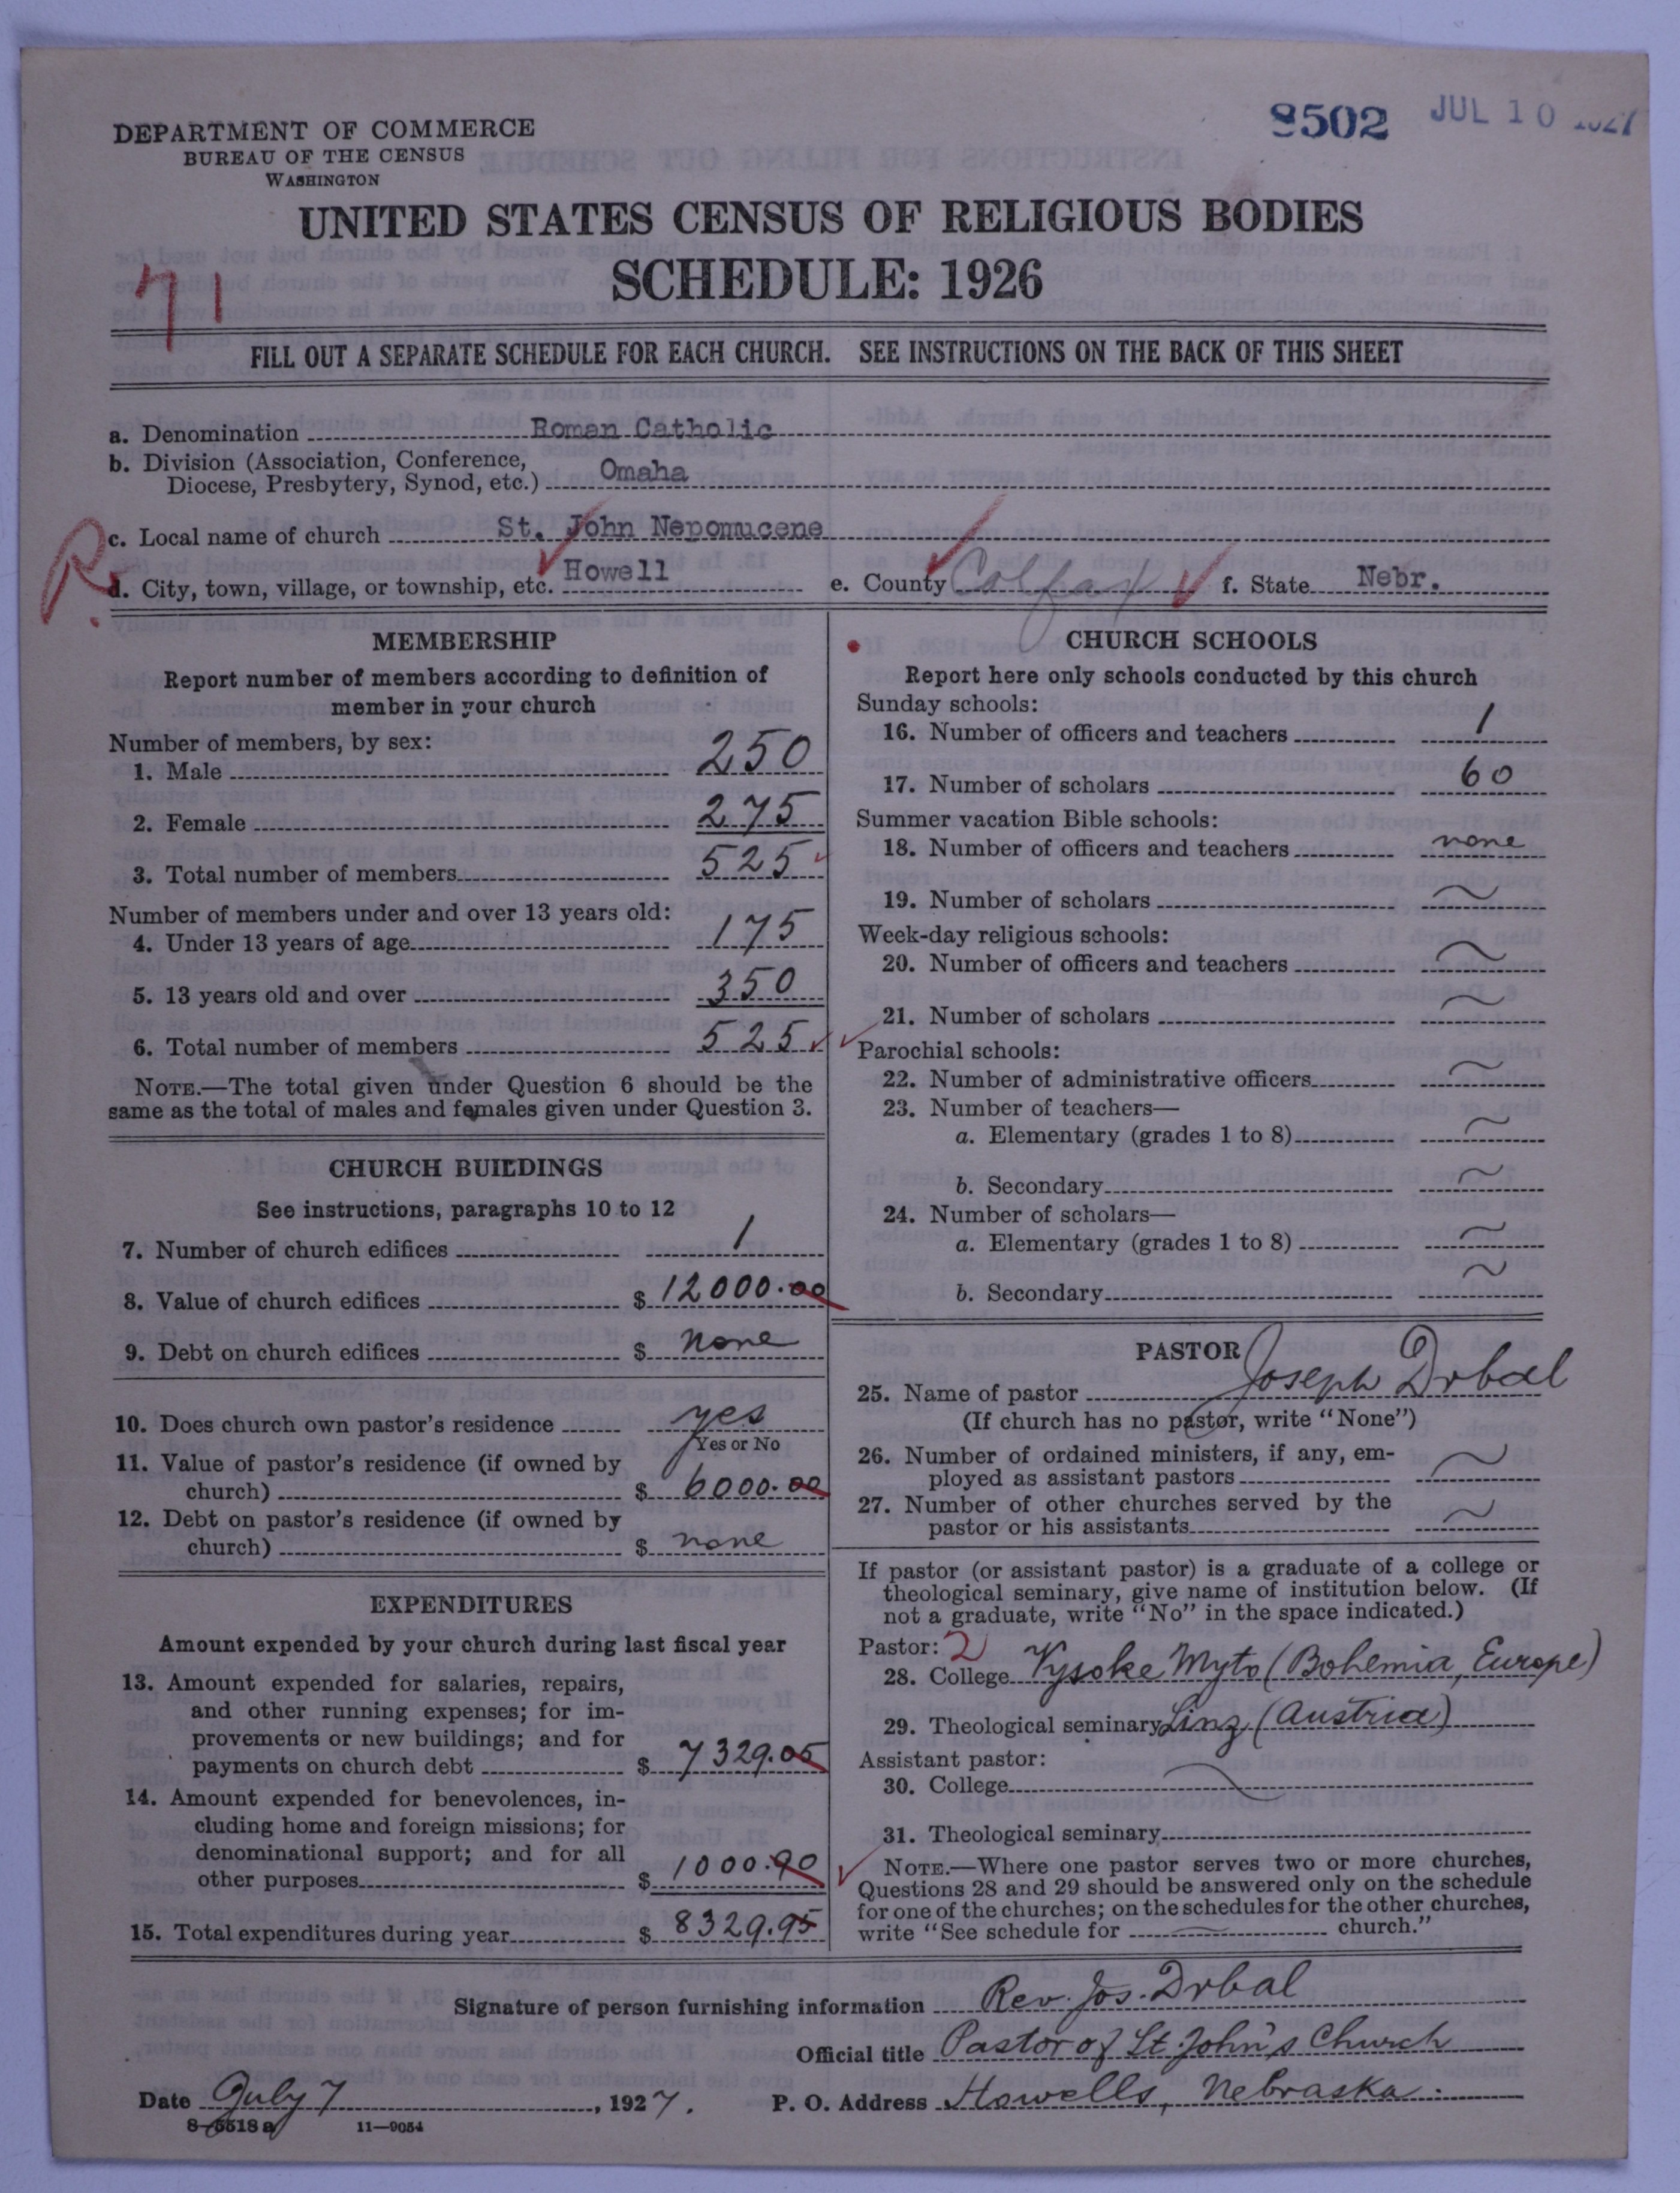 8502 JUL 10 1927
DEPARTMENT OF COMMERCE
BUREAU OF THE CENSUS
WASHINGTON
UNITED STATES CENSUS OF RELIGIOUS BODIES
SCHEDULE: 1926
71
FILL OUT A SEPARATE SCHEDULE FOR EACH CHURCH. SEE INSTRUCTIONS ON THE BACK OF THIS SHEET
a. Denomination Roman Catholic
b. Division (Association, Conference,
Diocese, Presbytery, Synod, etc.) Omaha
c. Local name of church St. John Nepomucene
R.
d. City, town, village, or township, etc. Howell e. County Colfax f. State Nebr.
MEMBERSHIP
Report number of members according to definition of
member in your church
Number of members, by sex:
1. Male 250
2. Female 275
3. Total number of members 525
Number of members under and over 13 years old:
4. Under 13 years of age 175
5. 13 years old and over 350
6. Total number of members 525
NOTE.—The total given under Question 6 should be the
same as the total of males and females given under Question 3.
CHURCH BUILDINGS
See instructions, paragraphs 10 to 12
7. Number of church edifices 1
8. Value of church edifices $ 12000.00
9. Debt on church edifices $ none
10. Does church own pastor's residence yes
Yes or No
11. Value of pastor's residence (if owned by
church) $ 6000.00
12. Debt on pastor's residence (if owned by
church) $ none
EXPENDITURES
Amount expended by your church during last fiscal year
13. Amount expended for salaries, repairs,
and other running expenses; for im-
provements or new buildings; and for
payments on church debt $ 7329.05
14. Amount expended for benevolences, in-
cluding home and foreign missions; for
denominational support; and for all
other purposes $ 1000.90
15. Total expenditures during year $ 8329.95
CHURCH SCHOOLS
Report here only schools conducted by this church
Sunday schools:
16. Number of officers and teachers 1
17. Number of scholars 60
Summer vacation Bible schools:
18. Number of officers and teachers none
19. Number of scholars ~
Week-day religious schools:
20. Number of officers and teachers ~
21. Number of scholars ~
Parochial schools:
22. Number of administrative officers ~
23. Number of teachers—
a. Elementary (grades 1 to 8) ~
b. Secondary ~
24. Number of scholars—
a. Elementary (grades 1 to 8) ~
b. Secondary ~
PASTOR
25. Name of pastor Joseph Drbal
(If church has no pastor, write "None")
26. Number of ordained ministers, if any, em-
ployed as assistant pastors ~
27. Number of other churches served by the
pastor or his assistants ~
If pastor (or assistant pastor) is a graduate of a college or
theological seminary, give name of institution below. (If
not a graduate, write "No" in the space indicated.)
Pastor: 2
28. College Vysoke Myto (Bohemia, Europe)
29. Theological seminary Linz (Austria)
Assistant pastor:
30. College ~
31. Theological seminary
NOTE.—Where one pastor serves two or more churches,
Questions 28 and 29 should be answered only on the schedule
for one of the churches; on the schedules for the other churches,
write "See schedule for ~ church."
Signature of person furnishing information Rev. Jos. Drbal
Official title Pastor of St. John's Church
Date July 7, 1927. P. O. Address Howells, Nebraska.
8-5518a 11—9054